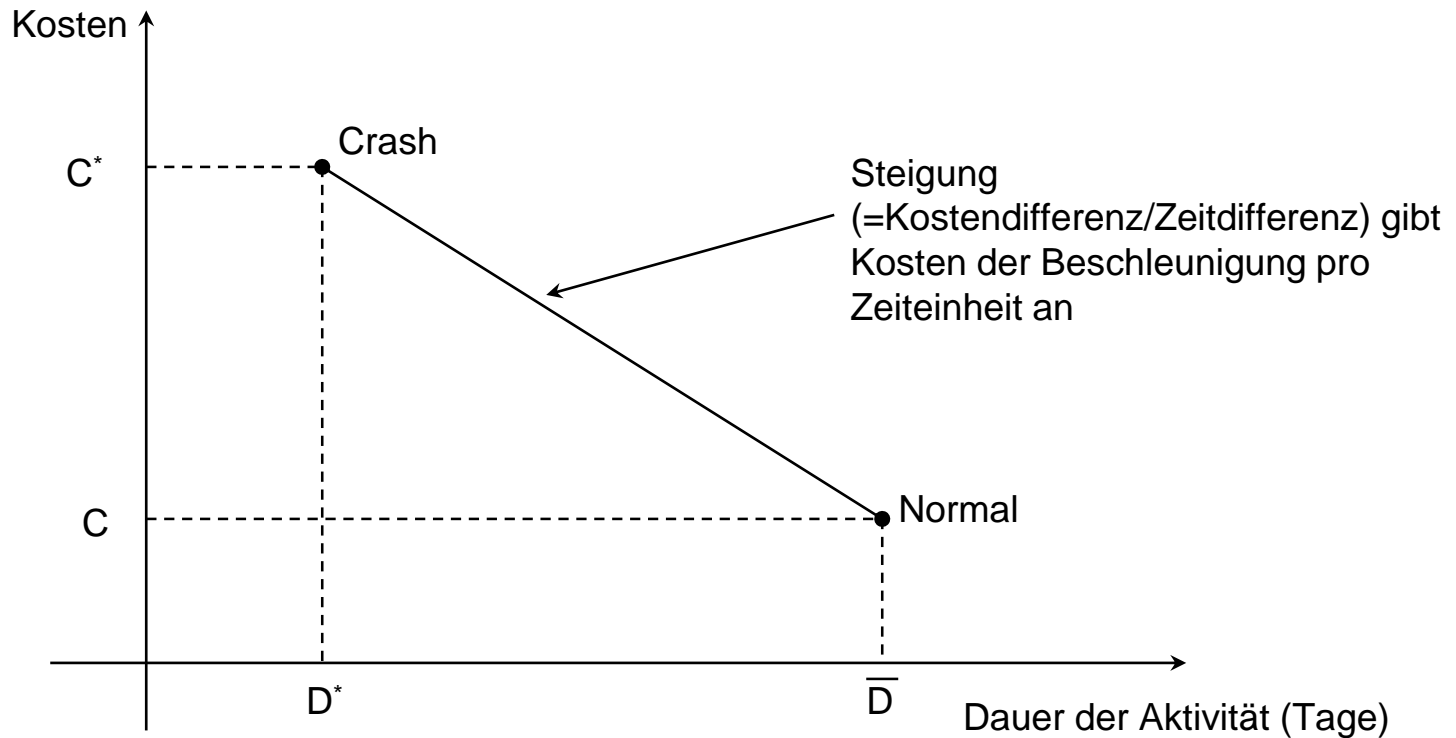 Kosten
Crash
C*
Steigung
(=Kostendifferenz/Zeitdifferenz) gibt
Kosten der Beschleunigung pro
Zeiteinheit an
Normal
C
D*
D̅
Dauer der Aktivität (Tage)